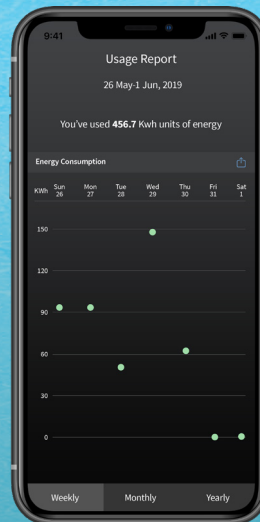 9:41
Usage Report
26 May-1 Jun, 2019
You've used 456.7 Kwh units of energy
Energy Consumption
KWh Sun Mon Tue Wed Thu Fri Sat
26 27 28 29 30 31 1
150
120
90
60
30
0
Weekly Monthly Yearly